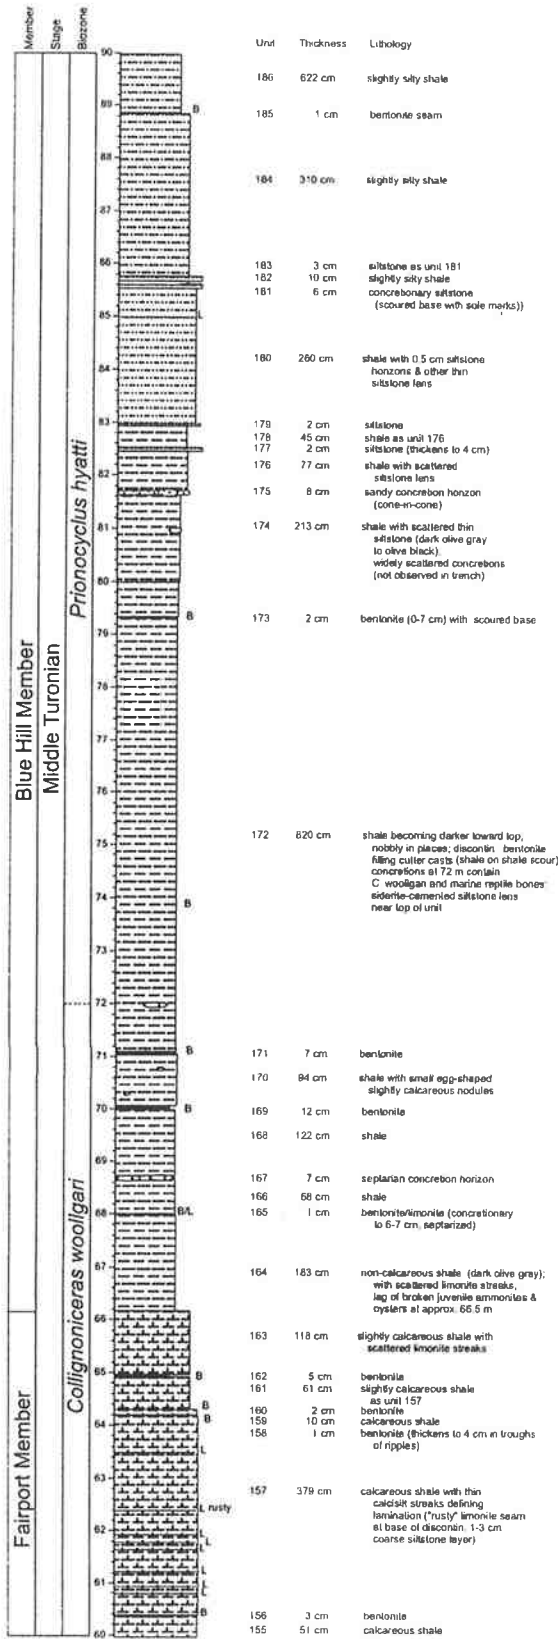 Member
Stage
Biozone
Unit Thickness Lithology
90
186 622 cm slightly silty shale
89
B
185 1 cm bentonite seam
88
184 310 cm slightly silty shale
87
86
183 3 cm siltstone as unit 181
182 10 cm slightly silty shale
181 6 cm concretionary siltstone
(scoured base with sole marks))
85
L
180 260 cm shale with 0.5 cm siltstone
horizons & other thin
siltstone lens
84
83
179 2 cm siltstone
178 45 cm shale as unit 176
177 2 cm siltstone (thickens to 4 cm)
176 77 cm shale with scattered
siltstone lens
82
175 8 cm sandy concretion horizon
(cone-in-cone)
81
174 213 cm shale with scattered thin
siltstone (dark olive gray
to olive black),
widely scattered concretions
(not observed in trench)
80
B
173 2 cm bentonite (0-7 cm) with scoured base
79
78
77
76
75
172 820 cm shale becoming darker toward top,
nobbly in places; discontin. bentonite
filling gutter casts (shale on shale scour)
concretions at 72 m contain
C. woollgari and marine reptile bones
siderite-cemented siltstone lens
near top of unit
74
B
73
72
71
B
171 7 cm bentonite
170 94 cm shale with small egg-shaped
slightly calcareous nodules
70
B
169 12 cm bentonite
168 122 cm shale
69
167 7 cm septarian concretion horizon
166 68 cm shale
68
B/L
165 1 cm bentonite/limonite (concretionary
to 6-7 cm, septarized)
67
164 183 cm non-calcareous shale (dark olive gray);
with scattered limonite streaks,
lag of broken juvenile ammonites &
oysters at approx. 66.5 m
66
163 118 cm slightly calcareous shale with
scattered limonite streaks
65
B
162 5 cm bentonite
161 61 cm slightly calcareous shale
as unit 157
B
160 2 cm bentonite
64
B
159 10 cm calcareous shale
158 1 cm bentonite (thickens to 4 cm in troughs
of ripples)
L
63
157 379 cm calcareous shale with thin
calcisilt streaks defining
lamination ("rusty" limonite seam
at base of discontin. 1-3 cm
coarse siltstone layer)
L rusty
62
L
L
L
61
L
L
L
B
156 3 cm bentonite
155 51 cm calcareous shale
60
Blue Hill Member
Fairport Member
Middle Turonian
Prionocyclus hyatti
Collignoniceras woollgari